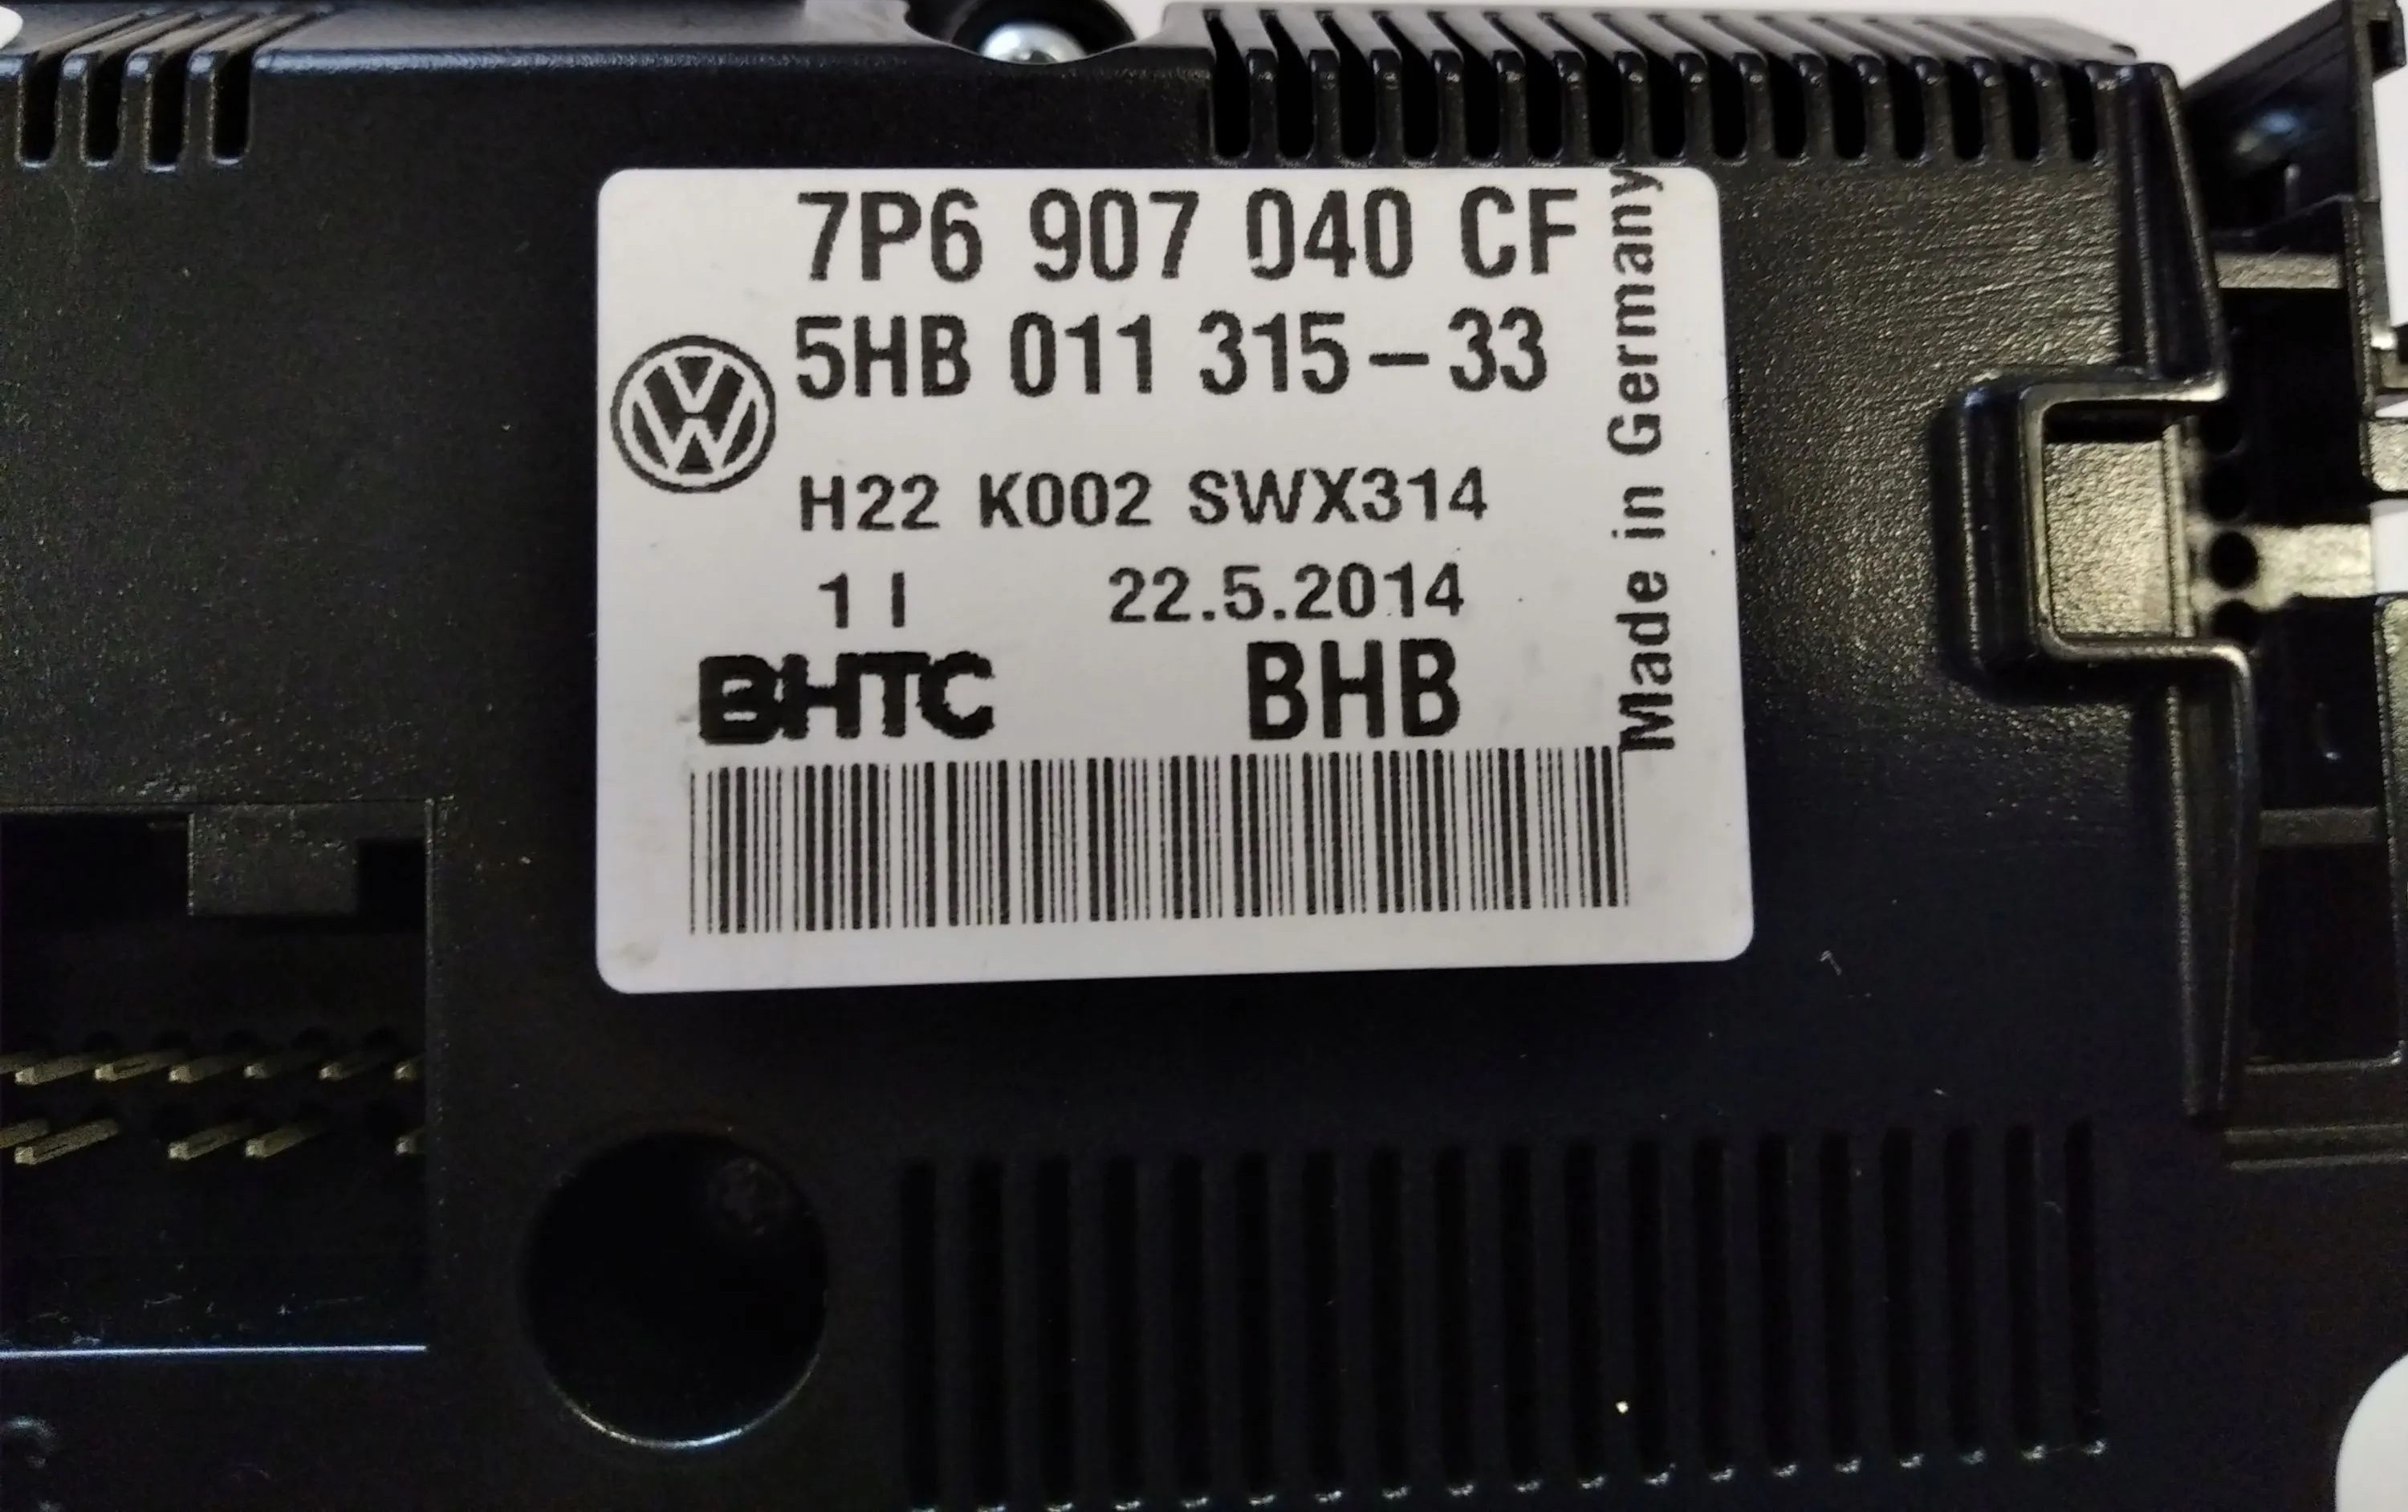 7P6 907 040 CF
5HB 011 315-33
H22 K002 SWX314
1I 22.5.2014
BHTC BHB
Made in Germany